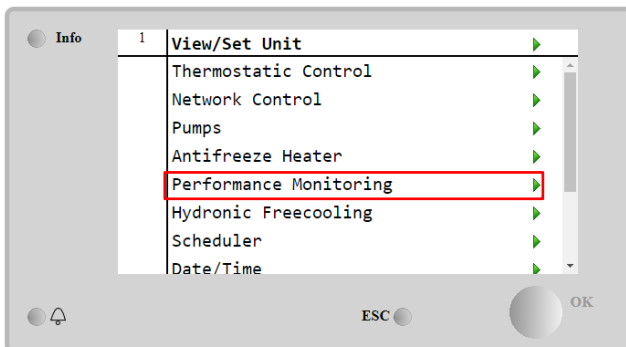 Info
1 View/Set Unit
Thermostatic Control
Network Control
Pumps
Antifreeze Heater
Performance Monitoring
Hydronic Freecooling
Scheduler
Date/Time
ESC
OK